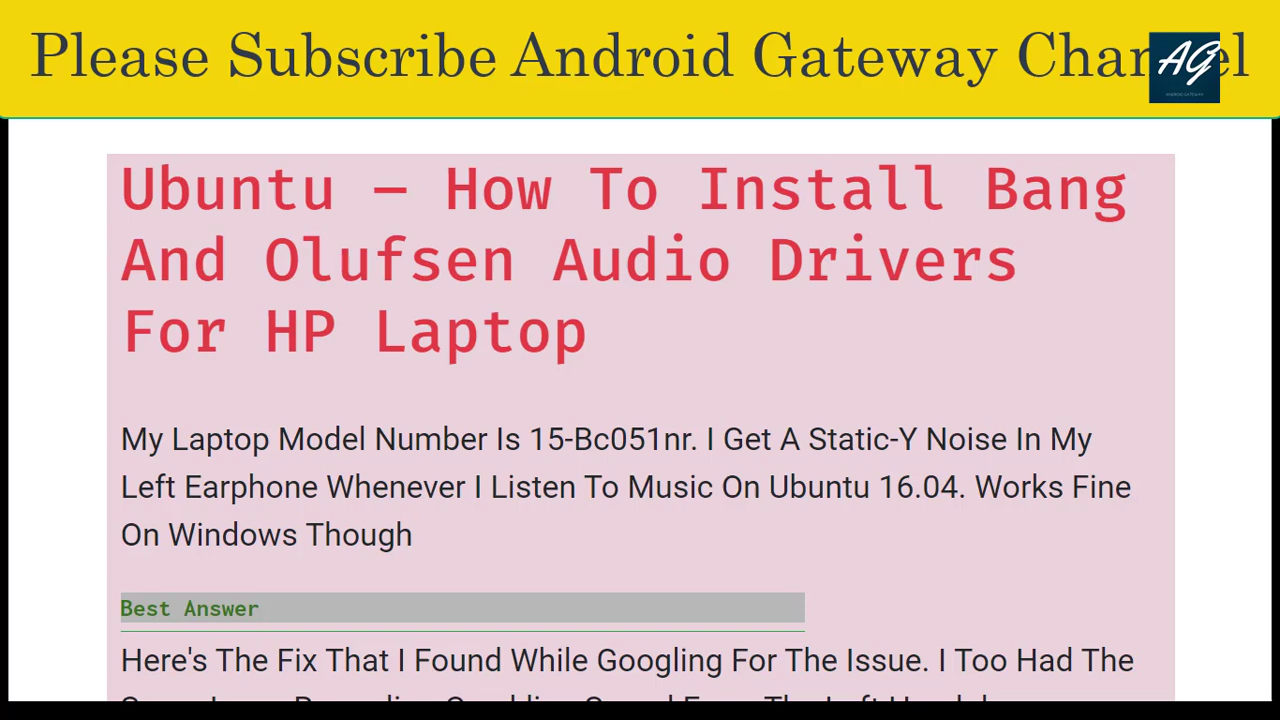 Please Subscribe Android Gateway Channel
AG
Ubuntu – How To Install Bang
And Olufsen Audio Drivers
For HP Laptop
My Laptop Model Number Is 15-Bc051nr. I Get A Static-Y Noise In My
Left Earphone Whenever I Listen To Music On Ubuntu 16.04. Works Fine
On Windows Though
Best Answer
Here's The Fix That I Found While Googling For The Issue. I Too Had The